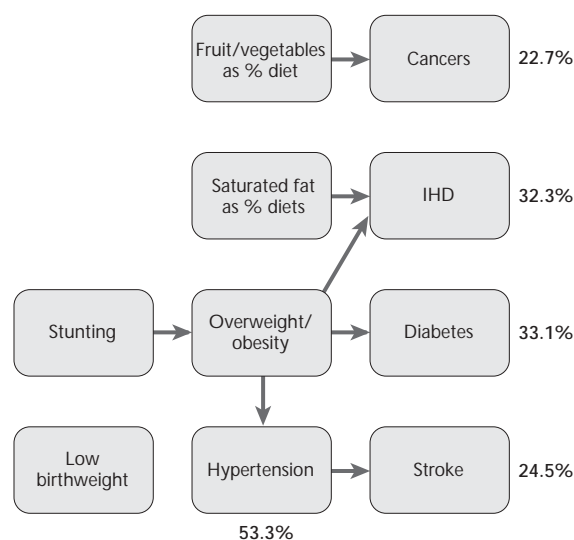 Fruit/vegetables
as % diet
Cancers
22.7%
Saturated fat
as % diets
IHD
32.3%
Stunting
Overweight/
obesity
Diabetes
33.1%
Low
birthweight
Hypertension
Stroke
24.5%
53.3%